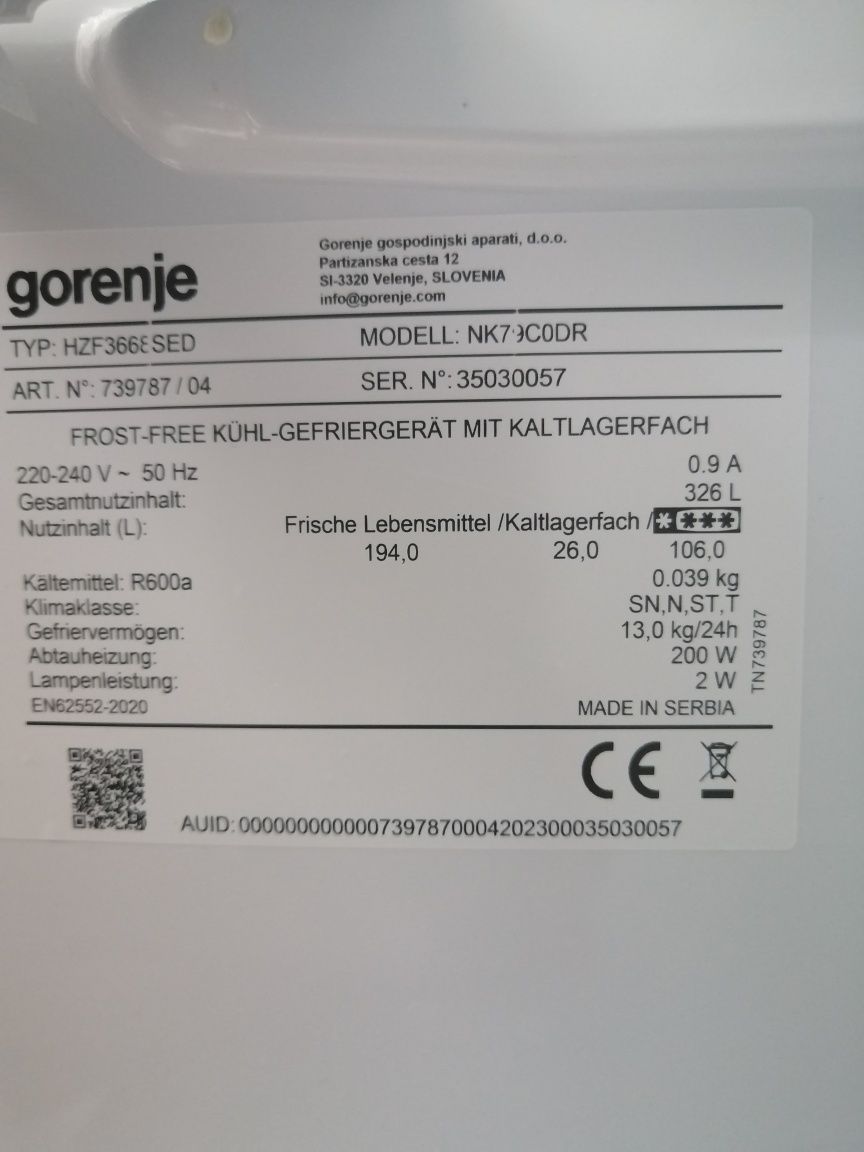 gorenje
Gorenje gospodinjski aparati, d.o.o.
Partizanska cesta 12
SI-3320 Velenje, SLOVENIA
info@gorenje.com
TYP: HZF3668SED
MODELL: NK79C0DR
ART. N°: 739787 / 04
SER. N°: 35030057
FROST-FREE KÜHL-GEFRIERGERÄT MIT KALTLAGERFACH
220-240 V ~ 50 Hz 0.9 A
Gesamtnutzinhalt: 326 L
Nutzinhalt (L): Frische Lebensmittel /Kaltlagerfach /
194,0 26,0 106,0
Kältemittel: R600a 0.039 kg
Klimaklasse: SN,N,ST,T
Gefriervermögen: 13,0 kg/24h
Abtauheizung: 200 W
Lampenleistung: 2 W
EN62552-2020 MADE IN SERBIA
TN739787
CE
AUID: 000000000007397870004202300035030057